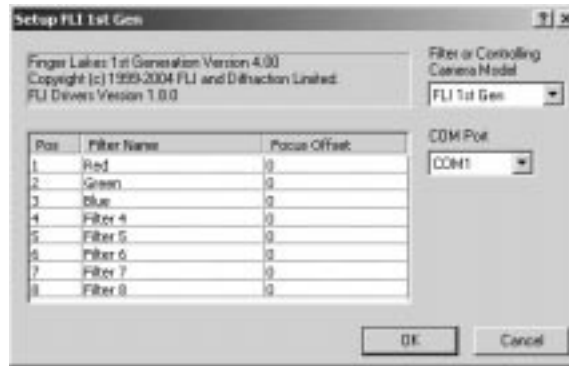 Setup FLI 1st Gen
Finger Lakes 1st Generation Version 4.00
Copyright (c) 1999-2004 FLI and Diffraction Limited.
FLI Drivers Version 1.0.0
Filter or Controlling
Camera Model
FLI 1st Gen
COM Port
COM1
Pos Filter Name Focus Offset
1 Red 0
2 Green 0
3 Blue 0
4 Filter 4 0
5 Filter 5 0
6 Filter 6 0
7 Filter 7 0
8 Filter 8 0
OK Cancel